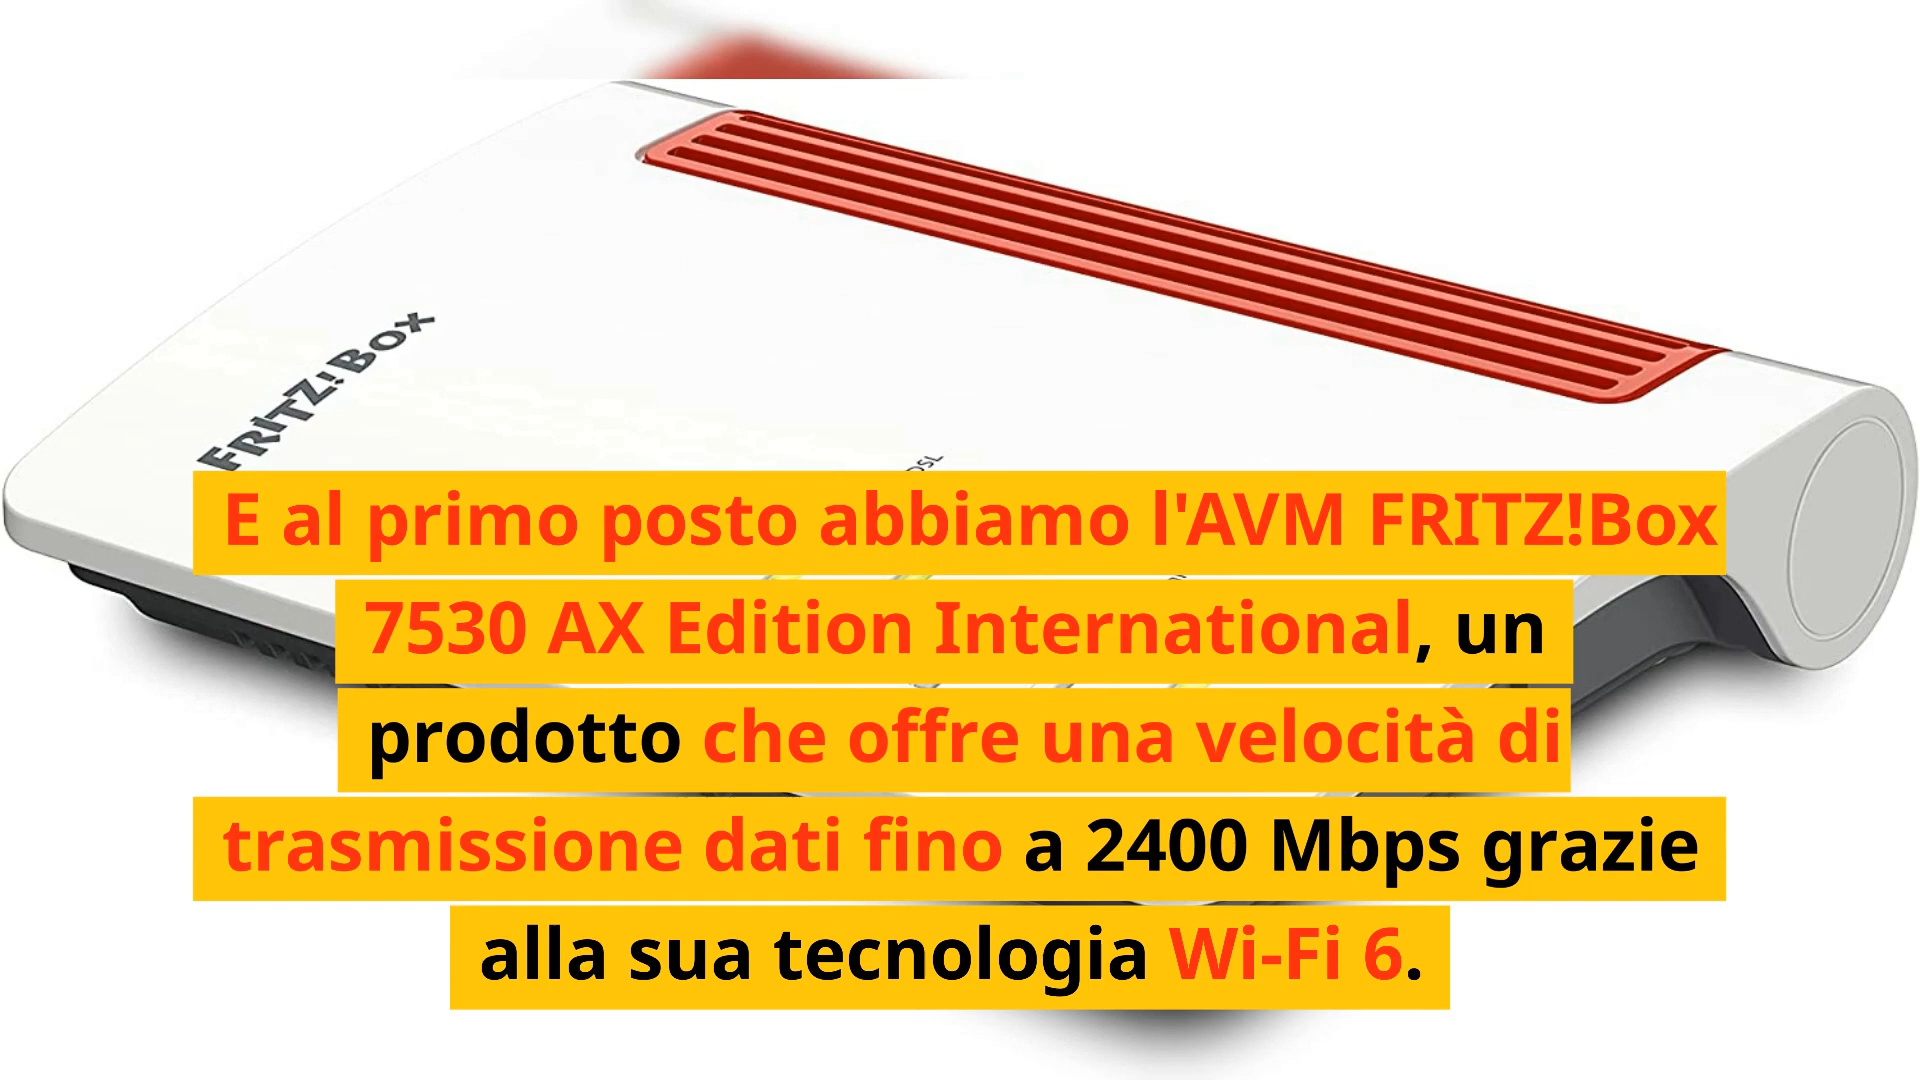 FRITZ!Box
DSL
E al primo posto abbiamo l'AVM FRITZ!Box
7530 AX Edition International, un
prodotto che offre una velocità di
trasmissione dati fino a 2400 Mbps grazie
alla sua tecnologia Wi-Fi 6.